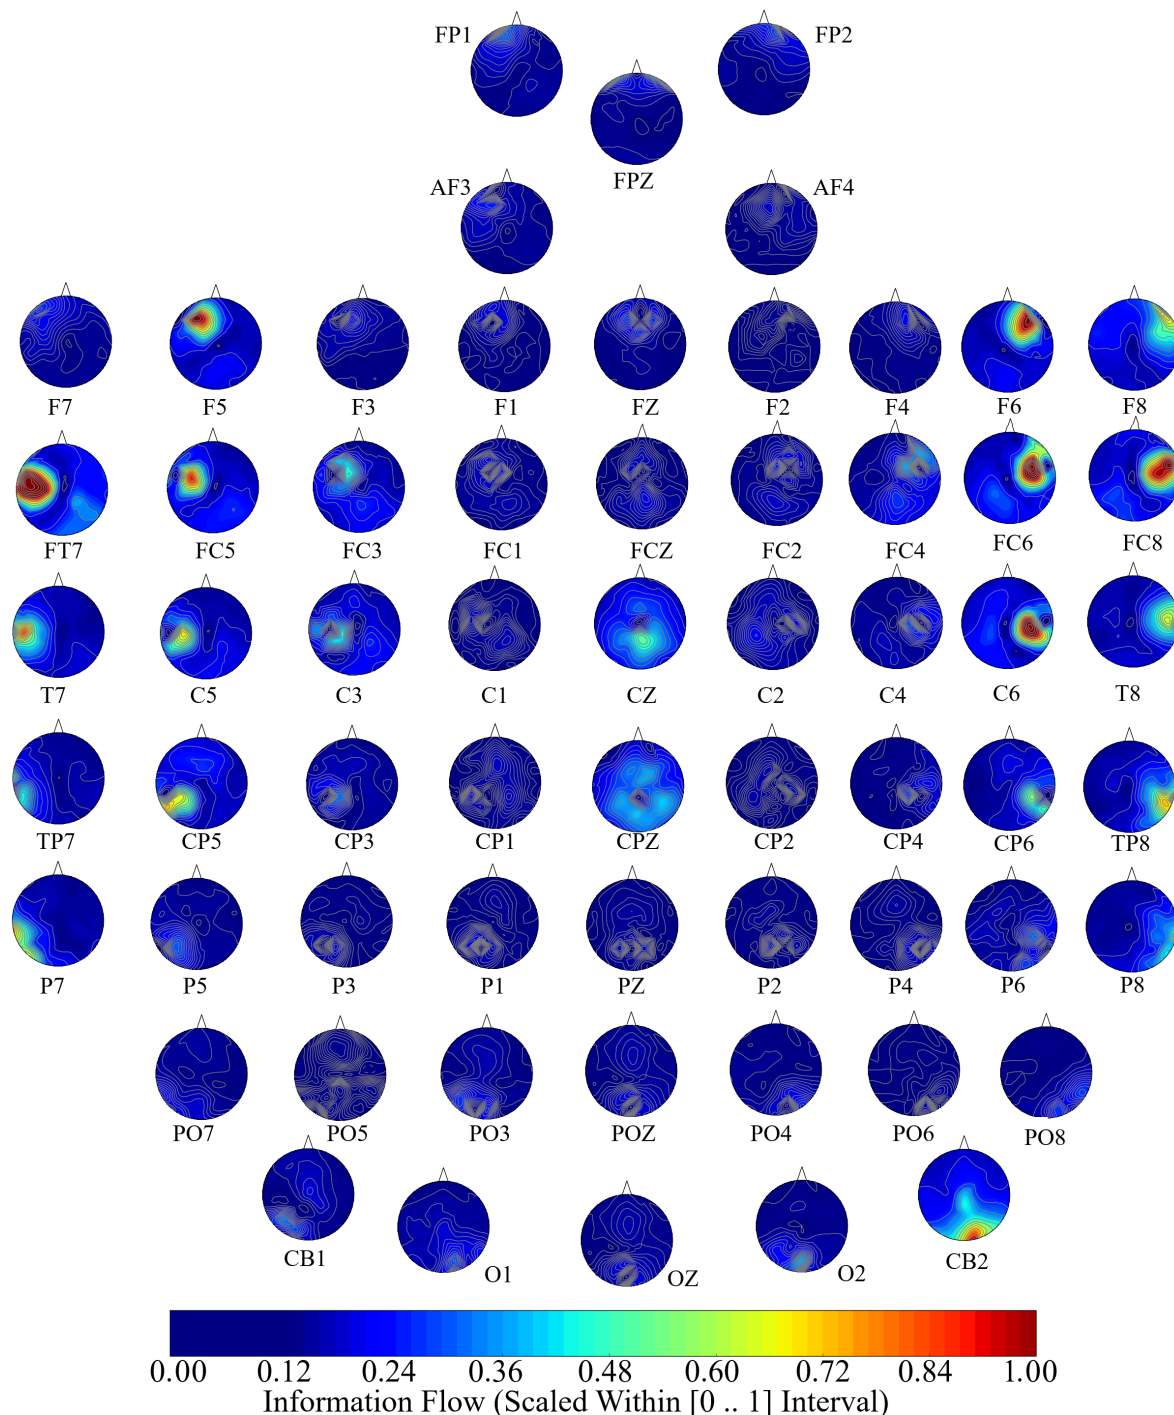 FP1 FP2
FPZ
AF3 AF4
F7 F5 F3 F1 FZ F2 F4 F6 F8
FT7 FC5 FC3 FC1 FCZ FC2 FC4 FC6 FC8
T7 C5 C3 C1 CZ C2 C4 C6 T8
TP7 CP5 CP3 CP1 CPZ CP2 CP4 CP6 TP8
P7 P5 P3 P1 PZ P2 P4 P6 P8
PO7 PO5 PO3 POZ PO4 PO6 PO8
CB1 O1 OZ O2 CB2
0.00 0.12 0.24 0.36 0.48 0.60 0.72 0.84 1.00
Information Flow (Scaled Within [0 .. 1] Interval)